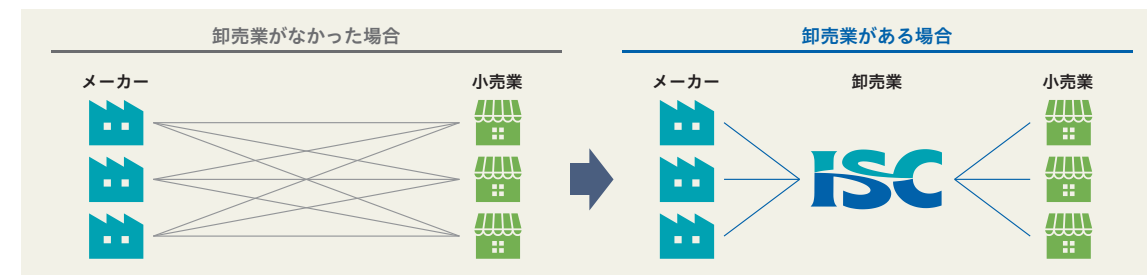 卸売業がなかった場合
メーカー
小売業
卸売業がある場合
メーカー
卸売業
小売業
ISC